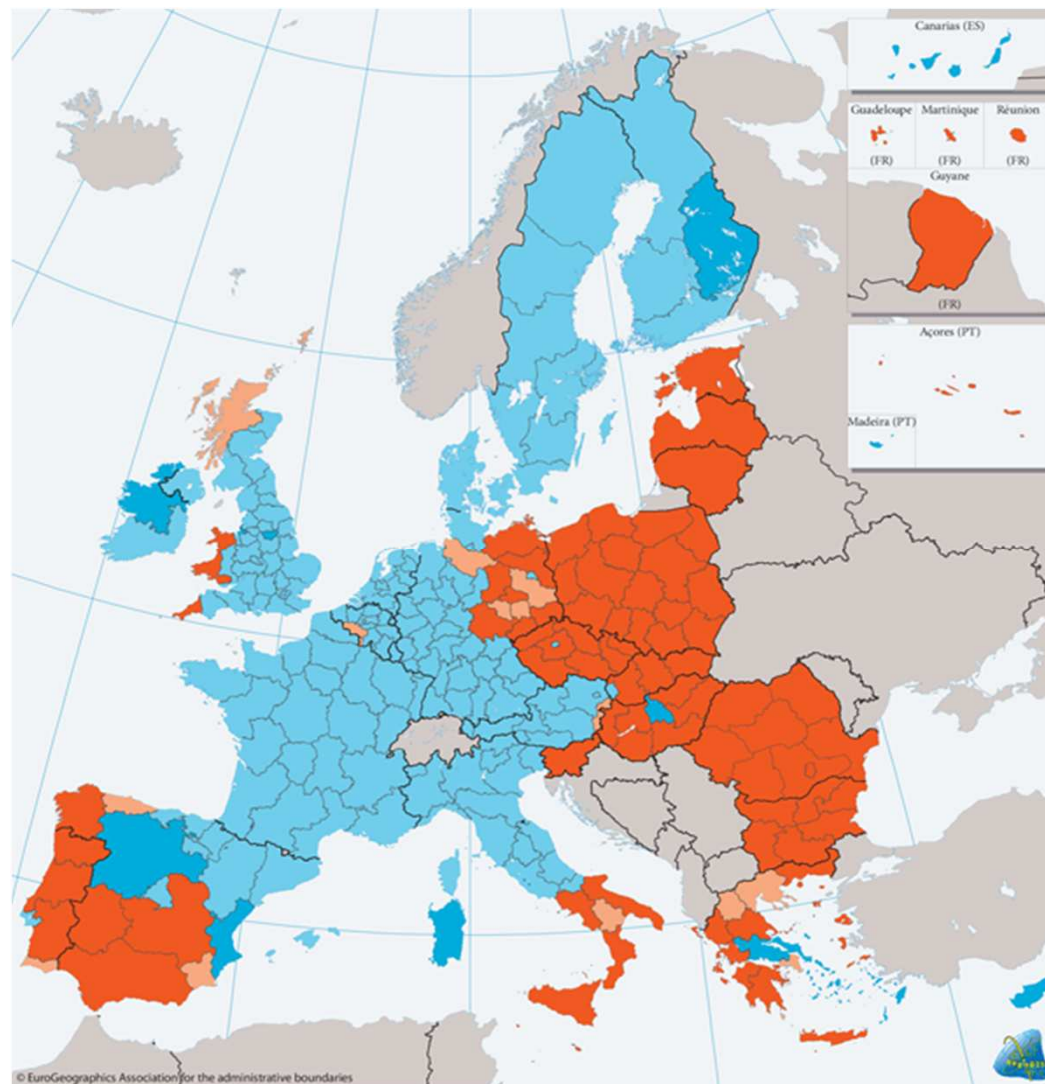 Canarias (ES)
Guadeloupe Martinique Réunion
(FR) (FR) (FR)
Guyane
(FR)
Açores (PT)
Madeira (PT)
© EuroGeographics Association for the administrative boundaries